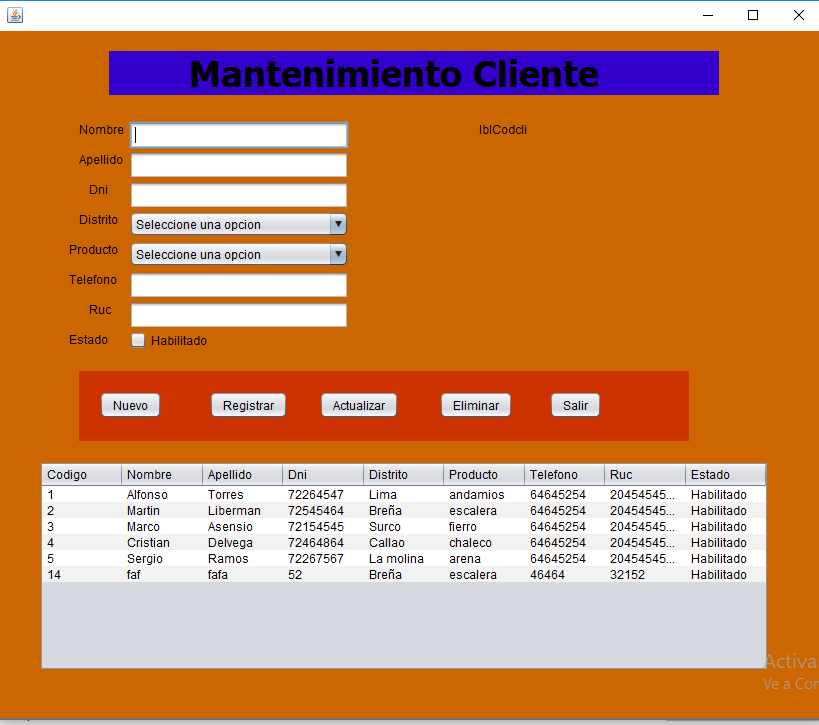 Mantenimiento Cliente
Nombre lblCodcli
Apellido
Dni
Distrito Seleccione una opcion
Producto Seleccione una opcion
Telefono
Ruc
Estado Habilitado
Nuevo Registrar Actualizar Eliminar Salir
Codigo Nombre Apellido Dni Distrito Producto Telefono Ruc Estado
1 Alfonso Torres 72264547 Lima andamios 64645254 20454545... Habilitado
2 Martin Liberman 72545464 Breña escalera 64645254 20454545... Habilitado
3 Marco Asensio 72154545 Surco fierro 64645254 20454545... Habilitado
4 Cristian Delvega 72464864 Callao chaleco 64645254 20454545... Habilitado
5 Sergio Ramos 72267567 La molina arena 64645254 20454545... Habilitado
14 faf fafa 52 Breña escalera 46464 32152 Habilitado
Activa
Ve a Con